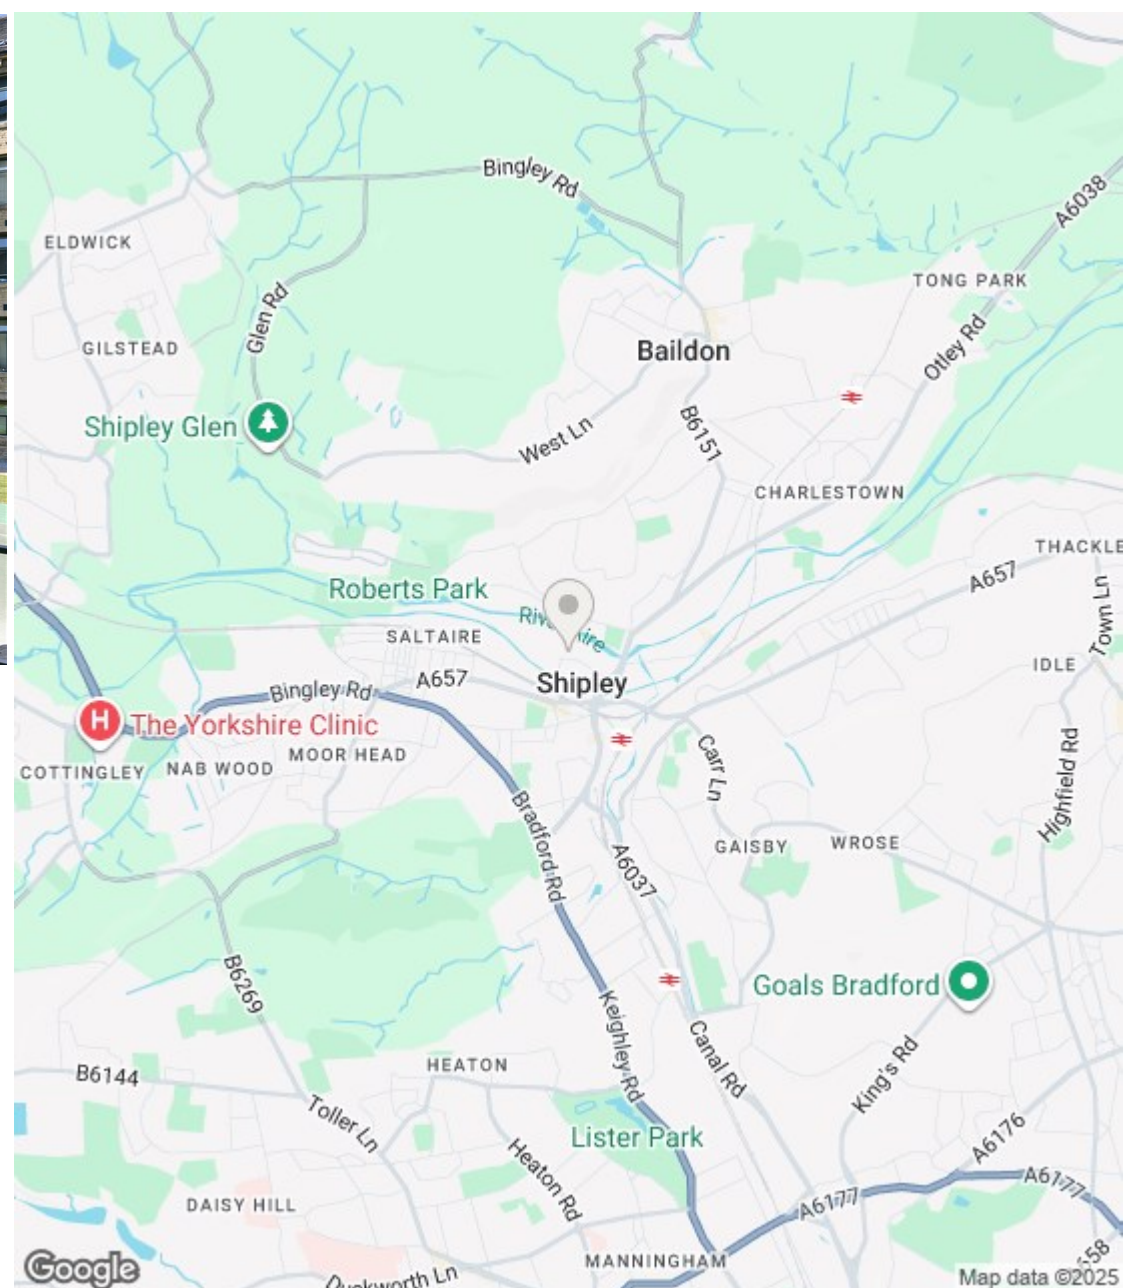 Bingley Rd
A6038
ELDWICK
TONG PARK
Glen Rd
GILSTEAD
Baildon
Otley Rd
Shipley Glen
West Ln
B6151
CHARLESTOWN
THACKLE
A657
Roberts Park
Town Ln
SALTAIRE
IDLE
A657
Shipley
Bingley Rd
The Yorkshire Clinic
H
MOOR HEAD
COTTINGLEY
NAB WOOD
Carr Ln
Highfield Rd
Bradford Rd
GAISBY
WROSE
A6037
B6269
Goals Bradford
Keighley Rd
Canal Rd
HEATON
B6144
King's Rd
Toller Ln
Lister Park
Heaton Rd
A6176
A6177
A6177
DAISY HILL
MANNINGHAM
Google
Duckworth Ln
Map data ©2025